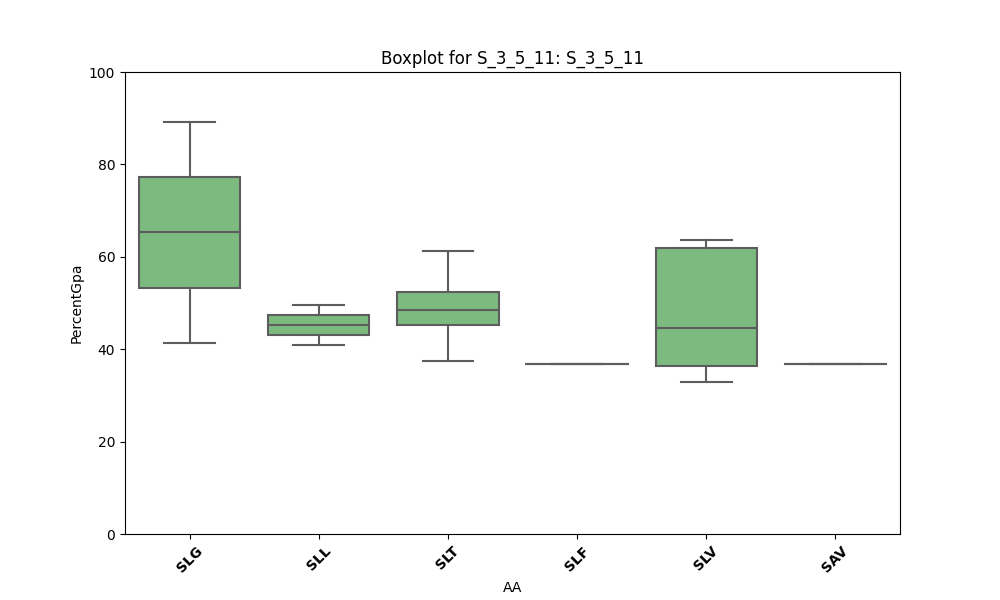 Boxplot for S_3_5_11: S_3_5_11
100
80
60
40
20
0
PercentGpa
SLG
SLL
SLT
SLF
SLV
SAV
AA